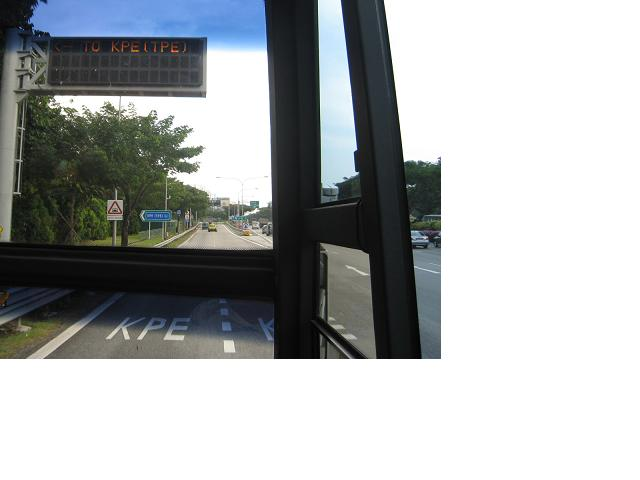 <- TO KPE(TPE)
KPE
K